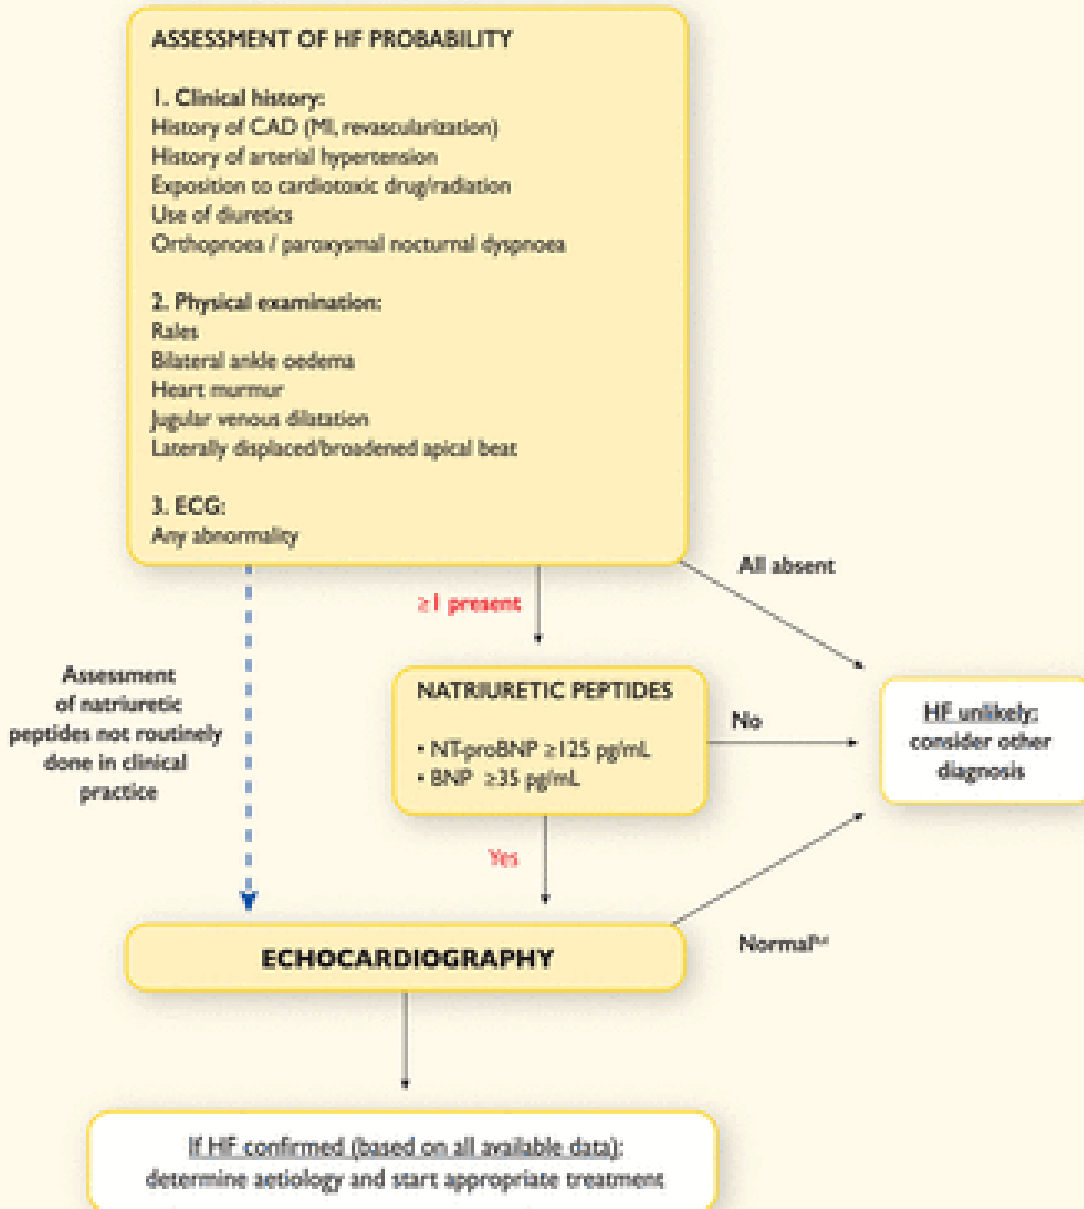 ASSESSMENT OF HF PROBABILITY
1. Clinical history:
History of CAD (MI, revascularization)
History of arterial hypertension
Exposition to cardiotoxic drug/radiation
Use of diuretics
Orthopnoea / paroxysmal nocturnal dyspnoea
2. Physical examination:
Rales
Bilateral ankle oedema
Heart murmur
Jugular venous dilatation
Laterally displaced/broadened apical beat
3. ECG:
Any abnormality
All absent
≥1 present
Assessment
of natriuretic
peptides not routinely
done in clinical
practice
NATRIURETIC PEPTIDES
• NT-proBNP ≥125 pg/mL
• BNP ≥35 pg/mL
No
HF unlikely:
consider other
diagnosis
Yes
Normal
ECHOCARDIOGRAPHY
If HF confirmed (based on all available data):
determine aetiology and start appropriate treatment